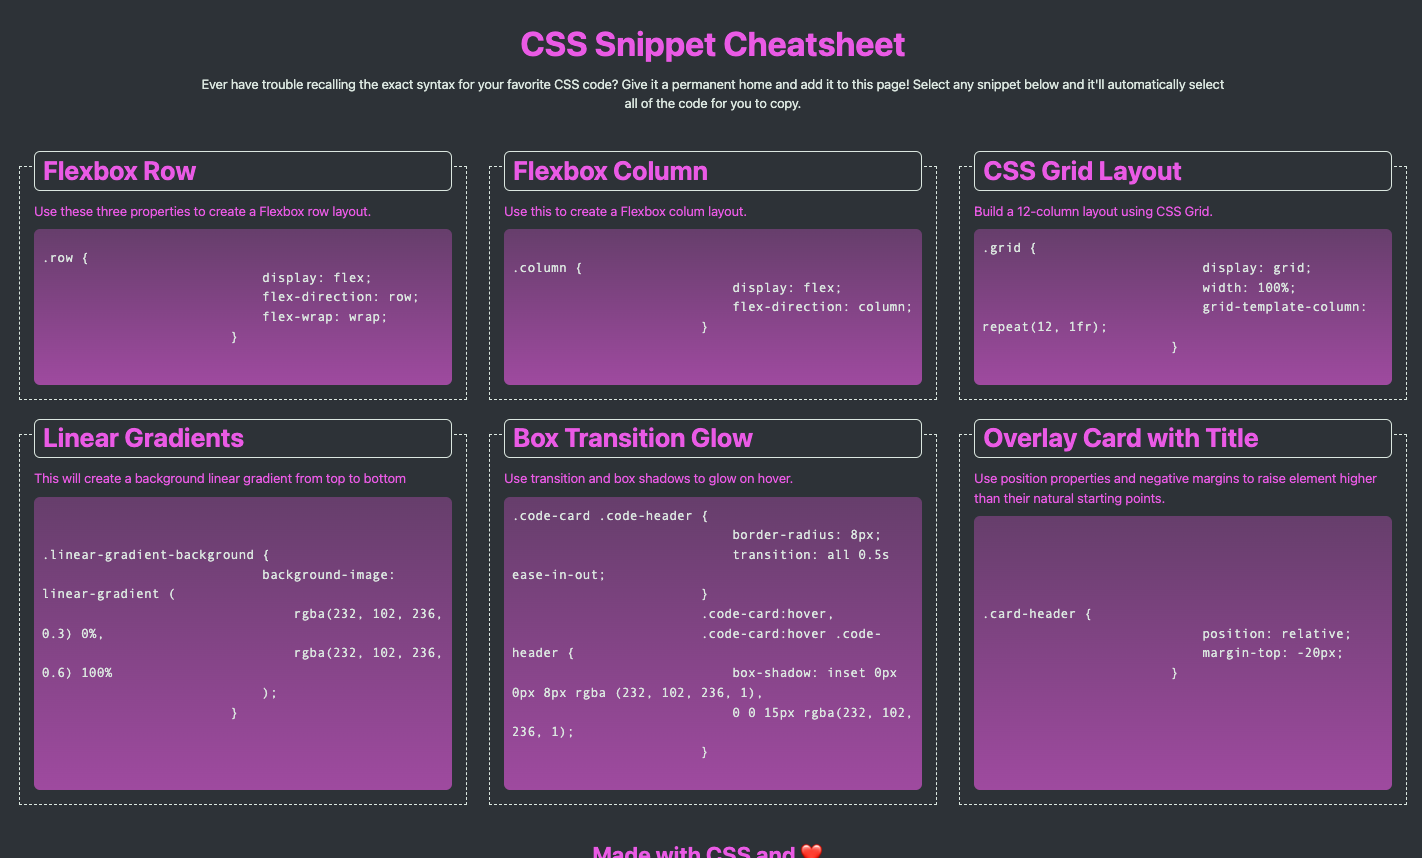 CSS Snippet Cheatsheet
Ever have trouble recalling the exact syntax for your favorite CSS code? Give it a permanent home and add it to this page! Select any snippet below and it'll automatically select
all of the code for you to copy.
Flexbox Row
Use these three properties to create a Flexbox row layout.
.row {
display: flex;
flex-direction: row;
flex-wrap: wrap;
}
Flexbox Column
Use this to create a Flexbox colum layout.
.column {
display: flex;
flex-direction: column;
}
CSS Grid Layout
Build a 12-column layout using CSS Grid.
.grid {
display: grid;
width: 100%;
grid-template-column:
repeat(12, 1fr);
}
Linear Gradients
This will create a background linear gradient from top to bottom
.linear-gradient-background {
background-image:
linear-gradient (
rgba(232, 102, 236,
0.3) 0%,
rgba(232, 102, 236,
0.6) 100%
);
}
Box Transition Glow
Use transition and box shadows to glow on hover.
.code-card .code-header {
border-radius: 8px;
transition: all 0.5s
ease-in-out;
}
.code-card:hover,
.code-card:hover .code-
header {
box-shadow: inset 0px
0px 8px rgba (232, 102, 236, 1),
0 0 15px rgba(232, 102,
236, 1);
}
Overlay Card with Title
Use position properties and negative margins to raise element higher
than their natural starting points.
.card-header {
position: relative;
margin-top: -20px;
}
Made with CSS and ❤️